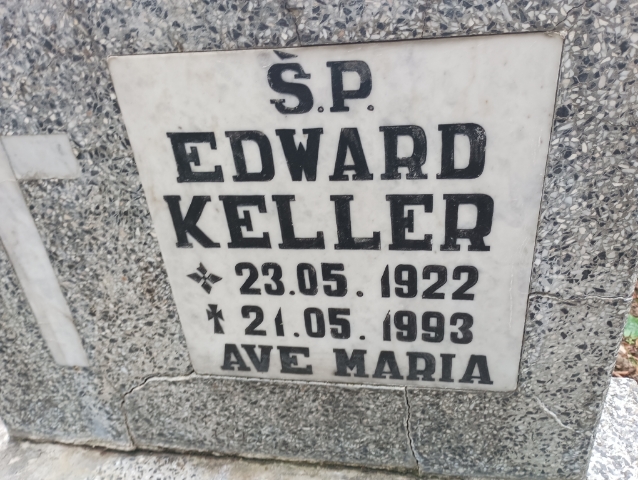 Ś.P.
EDWARD
KELLER
23.05.1922
21.05.1993
AVE MARIA